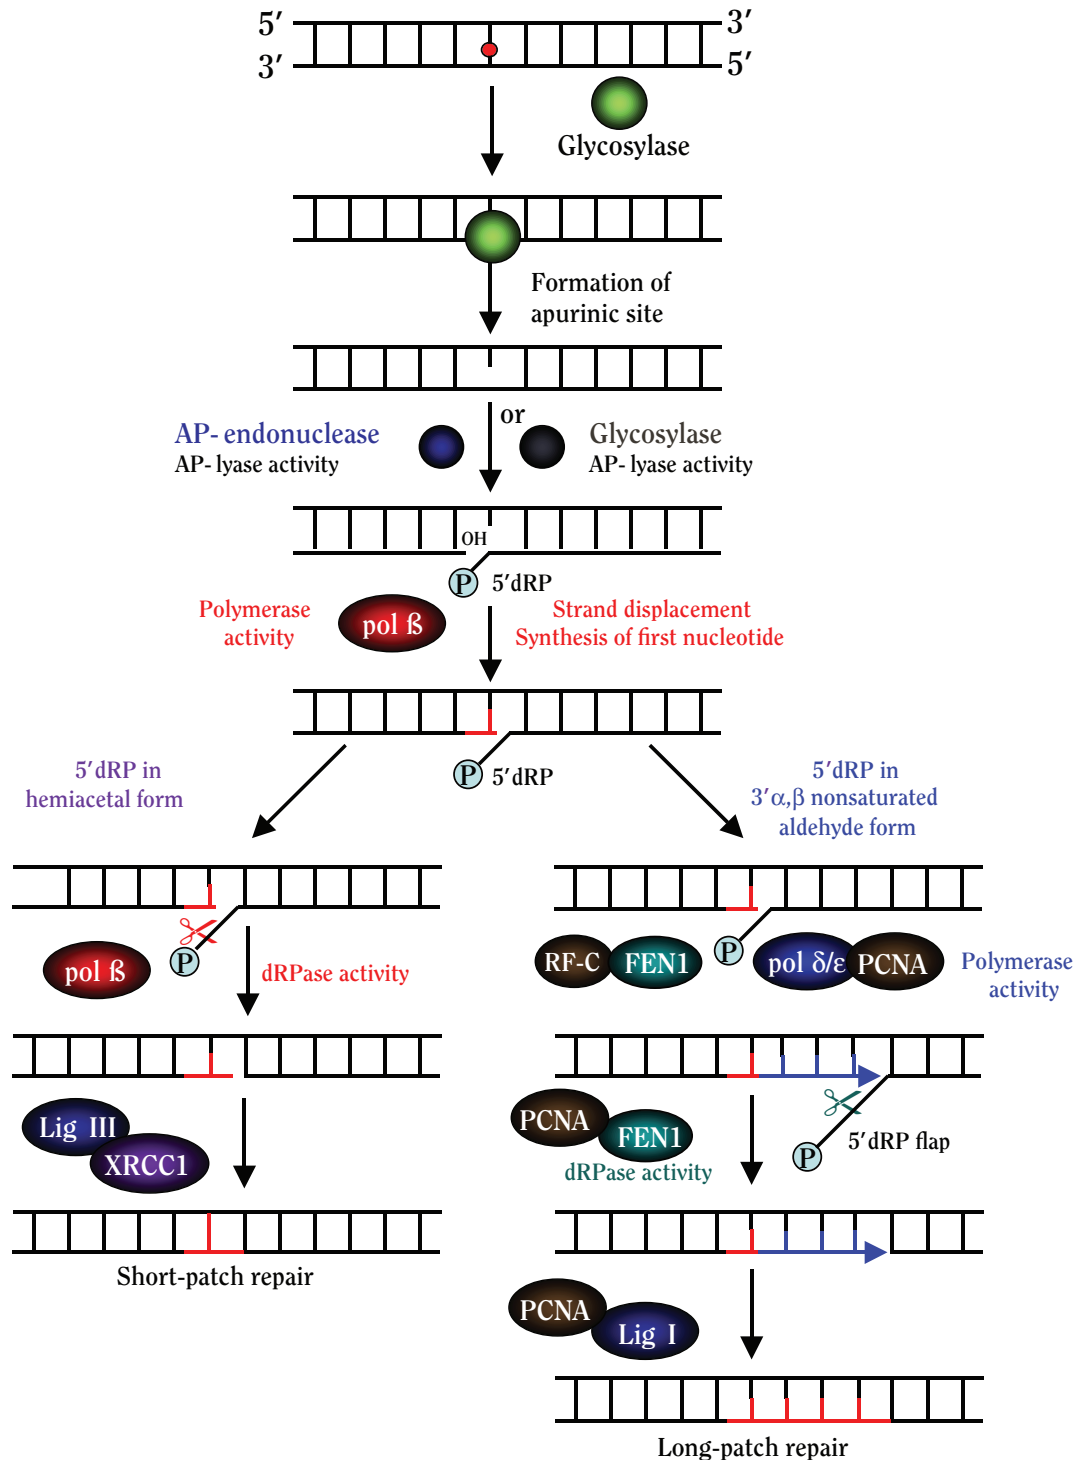 5′
3′
3′
5′
Glycosylase
Formation of
apurinic site
or
AP- endonuclease
AP- lyase activity
Glycosylase
AP- lyase activity
OH
P
5′dRP
Polymerase
activity
pol ß
Strand displacement
Synthesis of first nucleotide
P
5′dRP
5′dRP in
hemiacetal form
5′dRP in
3′α,β nonsaturated
aldehyde form
pol ß
P
dRPase activity
RF-C
FEN1
P
pol δ/ε
PCNA
Polymerase
activity
Lig III
XRCC1
PCNA
FEN1
dRPase activity
P
5′dRP flap
Short-patch repair
PCNA
Lig I
Long-patch repair